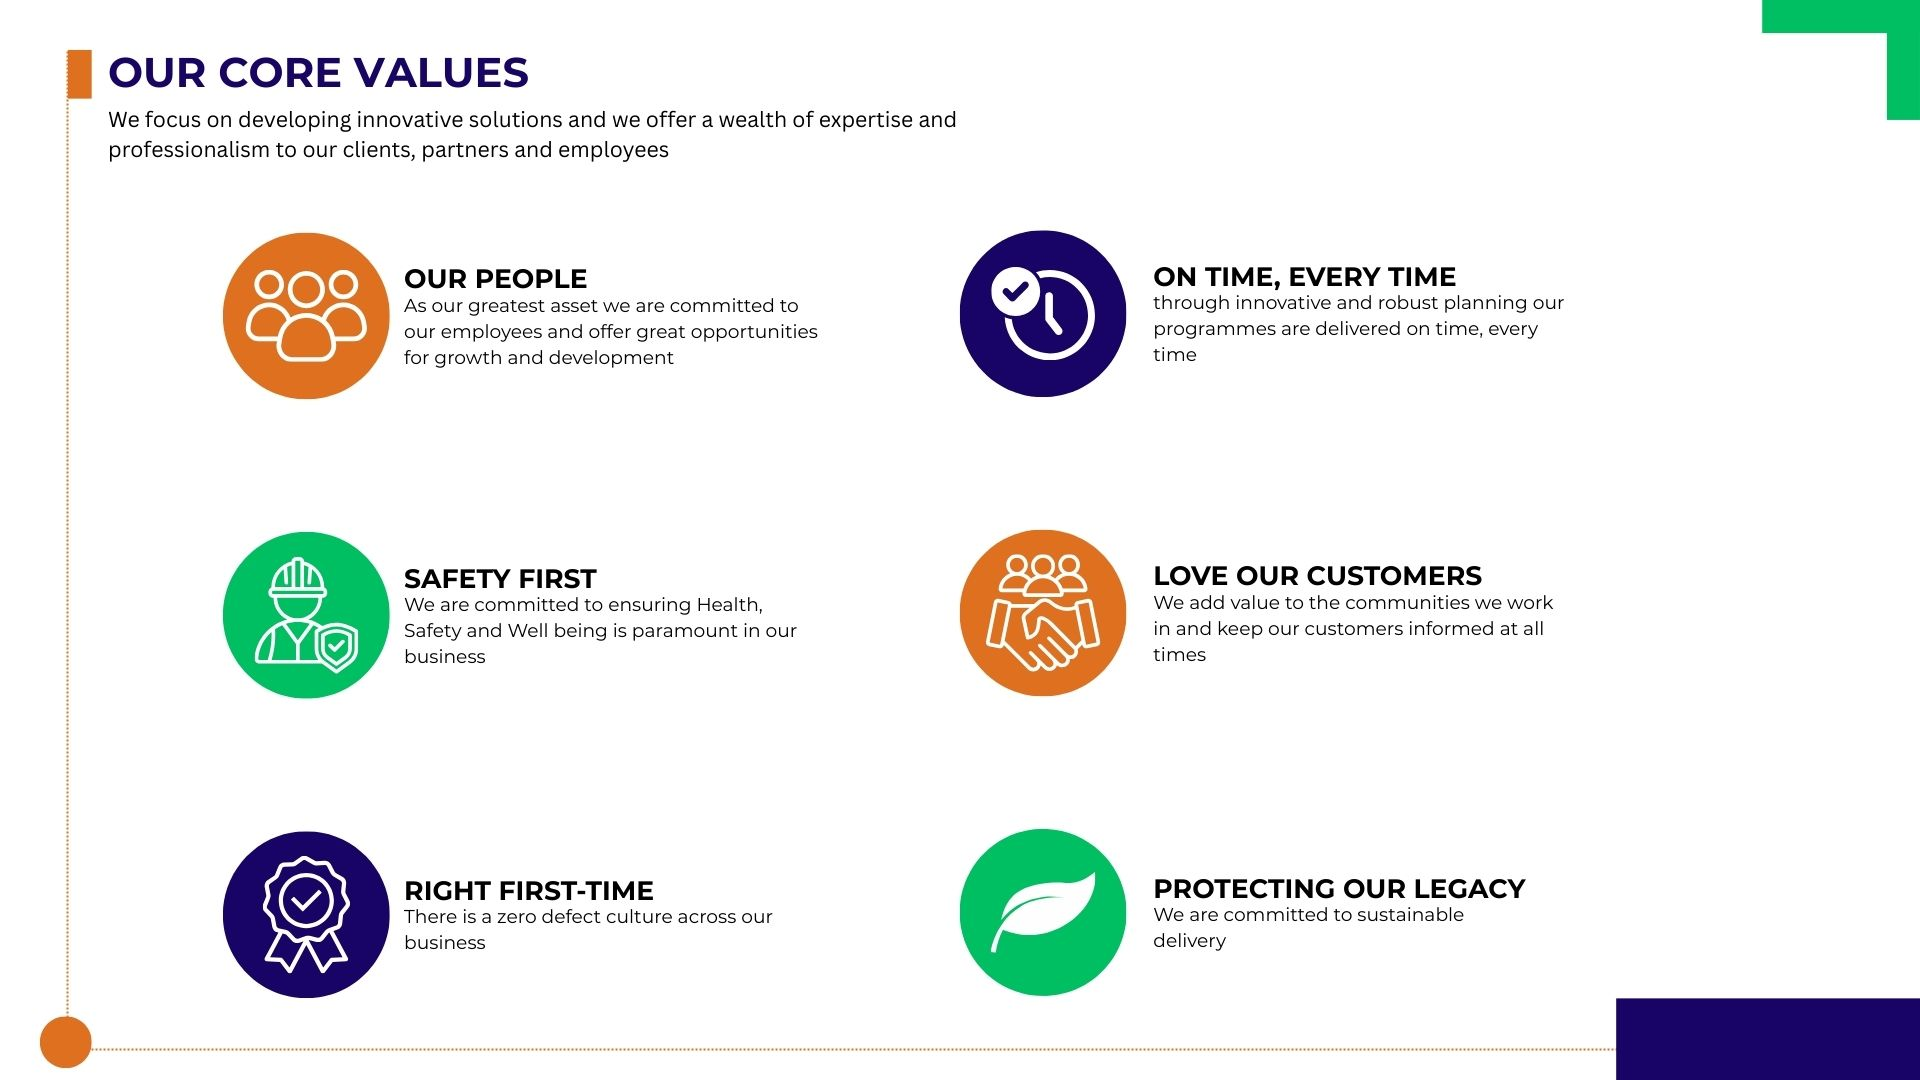 OUR CORE VALUES
We focus on developing innovative solutions and we offer a wealth of expertise and
professionalism to our clients, partners and employees
OUR PEOPLE
As our greatest asset we are committed to
our employees and offer great opportunities
for growth and development
ON TIME, EVERY TIME
through innovative and robust planning our
programmes are delivered on time, every
time
SAFETY FIRST
We are committed to ensuring Health,
Safety and Well being is paramount in our
business
LOVE OUR CUSTOMERS
We add value to the communities we work
in and keep our customers informed at all
times
RIGHT FIRST-TIME
There is a zero defect culture across our
business
PROTECTING OUR LEGACY
We are committed to sustainable
delivery